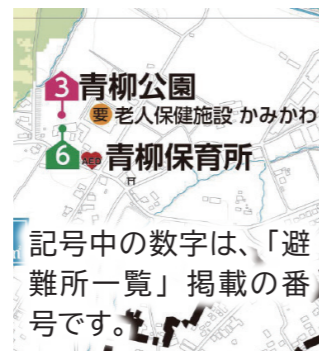 3 青柳公園
要 老人保健施設 かみかわ
6 AED 青柳保育所
記号中の数字は、「避
難所一覧」掲載の番
号です。